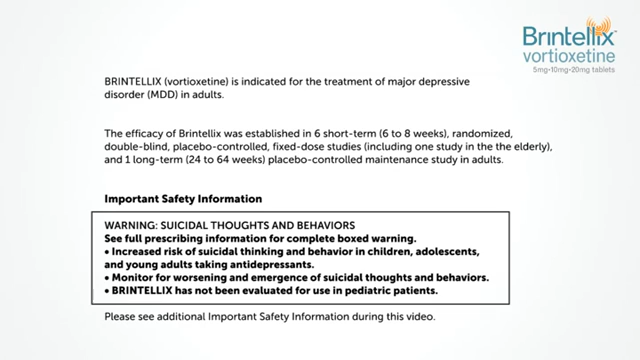 Brintellix™
vortioxetine
5mg•10mg•20mg tablets
BRINTELLIX (vortioxetine) is indicated for the treatment of major depressive
disorder (MDD) in adults.
The efficacy of Brintellix was established in 6 short-term (6 to 8 weeks), randomized,
double-blind, placebo-controlled, fixed-dose studies (including one study in the the elderly),
and 1 long-term (24 to 64 weeks) placebo-controlled maintenance study in adults.
Important Safety Information
WARNING: SUICIDAL THOUGHTS AND BEHAVIORS
See full prescribing information for complete boxed warning.
• Increased risk of suicidal thinking and behavior in children, adolescents,
and young adults taking antidepressants.
• Monitor for worsening and emergence of suicidal thoughts and behaviors.
• BRINTELLIX has not been evaluated for use in pediatric patients.
Please see additional Important Safety Information during this video.